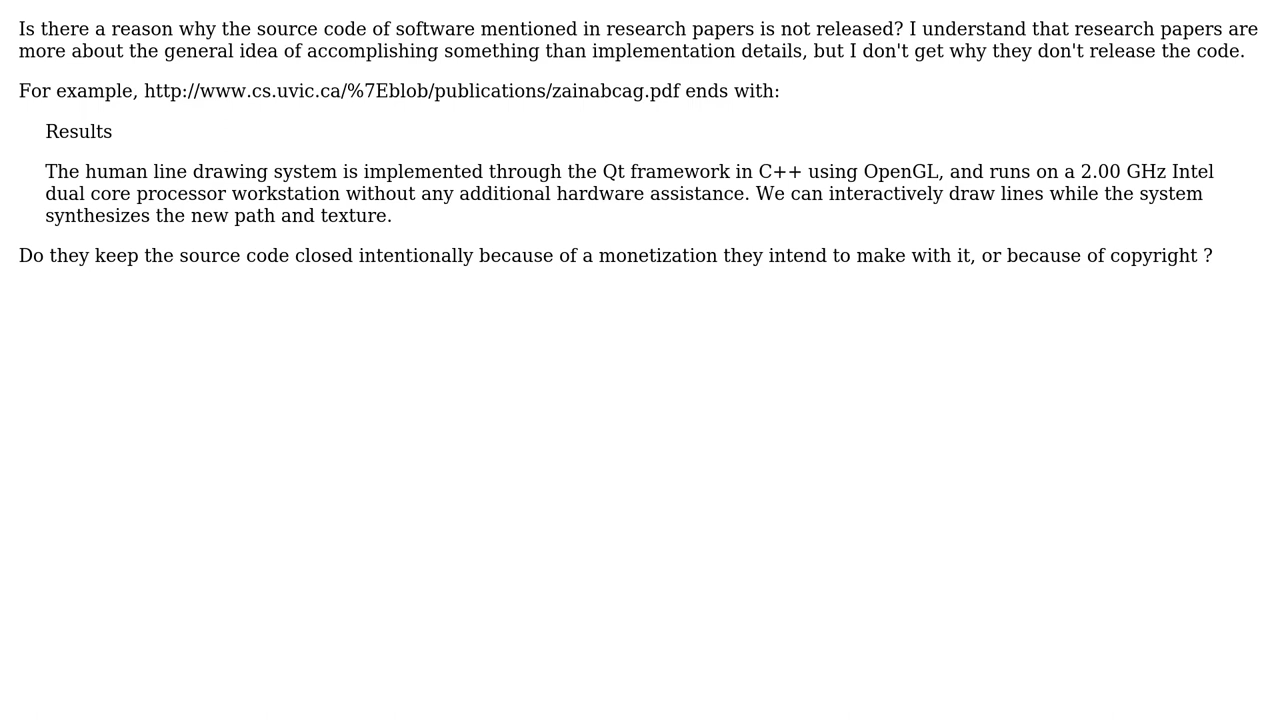 Is there a reason why the source code of software mentioned in research papers is not released? I understand that research papers are
more about the general idea of accomplishing something than implementation details, but I don't get why they don't release the code.
For example, http://www.cs.uvic.ca/%7Eblob/publications/zainabcag.pdf ends with:
Results
The human line drawing system is implemented through the Qt framework in C++ using OpenGL, and runs on a 2.00 GHz Intel
dual core processor workstation without any additional hardware assistance. We can interactively draw lines while the system
synthesizes the new path and texture.
Do they keep the source code closed intentionally because of a monetization they intend to make with it, or because of copyright ?